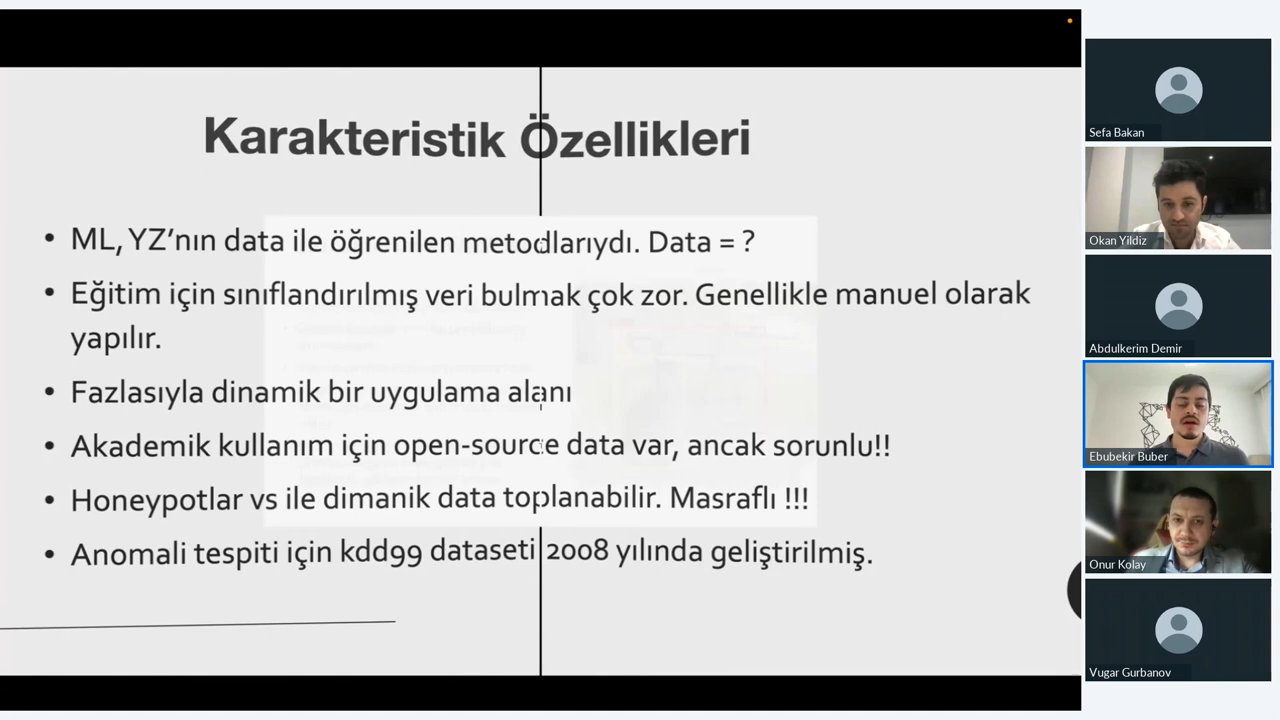 Karakteristik Özellikleri
• ML, YZ’nın data ile öğrenilen metodlarıydı. Data = ?
• Eğitim için sınıflandırılmış veri bulmak çok zor. Genellikle manuel olarak
yapılır.
• Fazlasıyla dinamik bir uygulama alanı
• Akademik kullanım için open-source data var, ancak sorunlu!!
• Honeypotlar vs ile dimanik data toplanabilir. Masraflı !!!
• Anomali tespiti için kdd99 dataseti 2008 yılında geliştirilmiş.
Sefa Bakan
Okan Yildiz
Abdulkerim Demir
Ebubekir Buber
Onur Kolay
Vugar Gurbanov